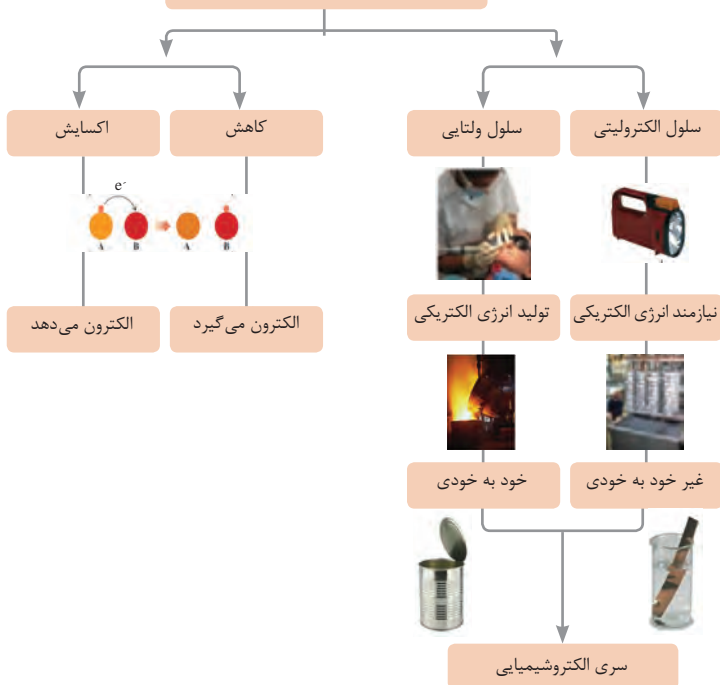 سلول الکترولیتی
سلول ولتایی
کاهش
اکسایش
e-
A B A B
نیازمند انرژی الکتریکی
تولید انرژی الکتریکی
الکترون می‌گیرد
الکترون می‌دهد
غیر خود به خودی
خود به خودی
سری الکتروشیمیایی